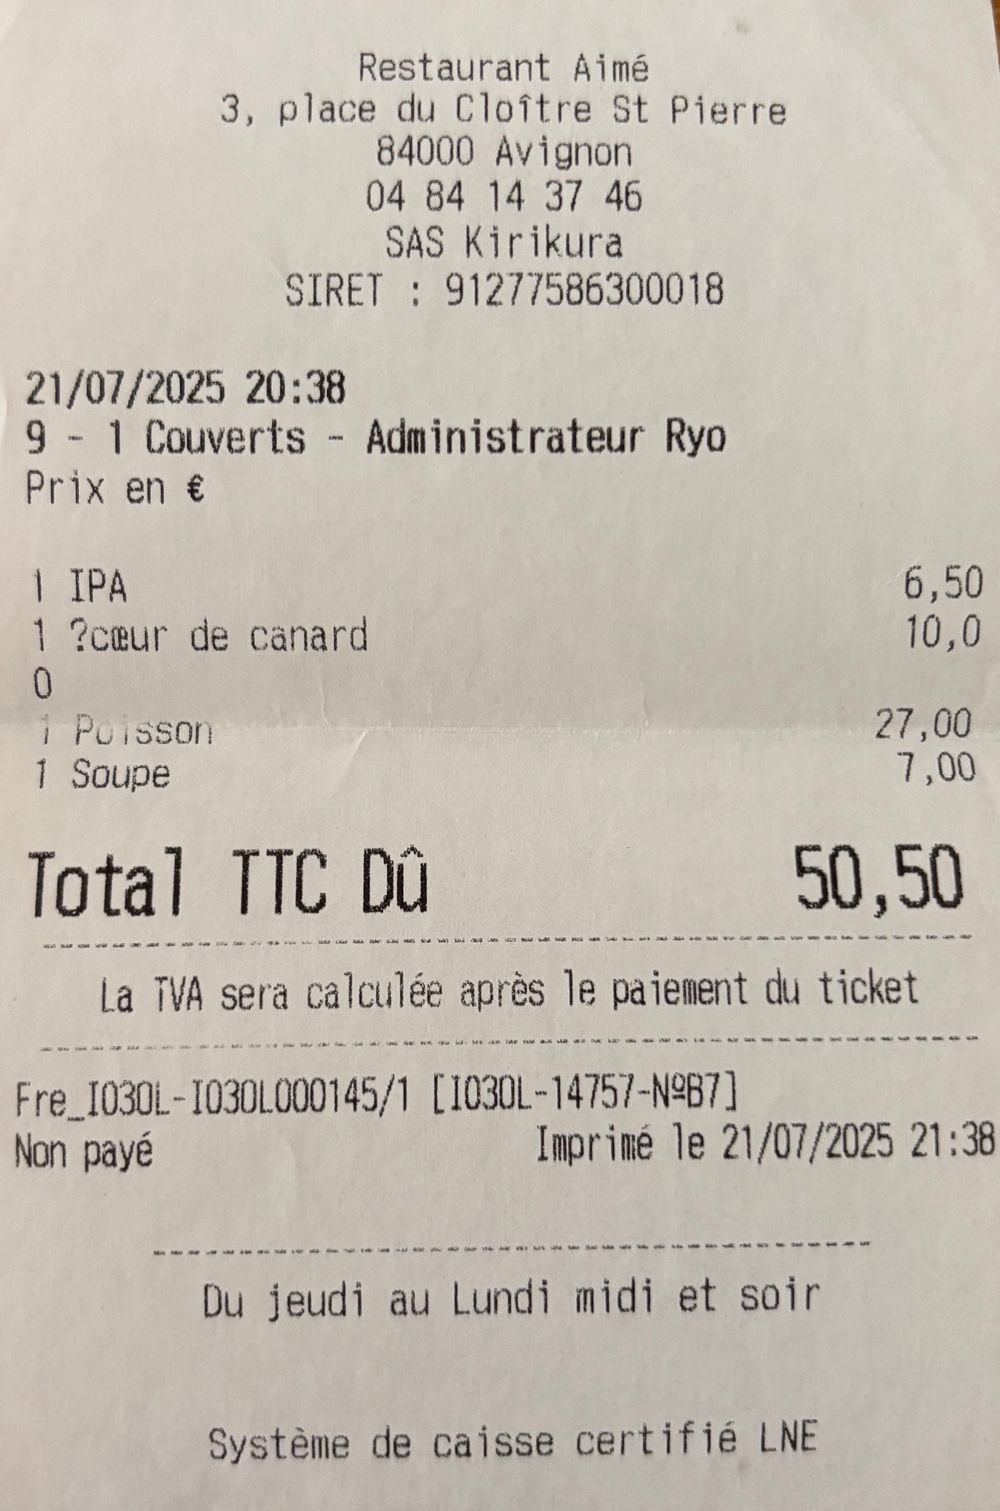 Restaurant Aimé
3, place du Cloître St Pierre
84000 Avignon
04 84 14 37 46
SAS Kirikura
SIRET : 91277586300018
21/07/2025 20:38
9 - 1 Couverts - Administrateur Ryo
Prix en €
1 IPA 6,50
1 ?cœur de canard 10,0
0
1 Poisson 27,00
1 Soupe 7,00
Total TTC Dû 50,50
La TVA sera calculée après le paiement du ticket
Fre_I030L-I030L000145/1 [I030L-14757-NºB7]
Non payé Imprimé le 21/07/2025 21:38
Du jeudi au Lundi midi et soir
Système de caisse certifié LNE